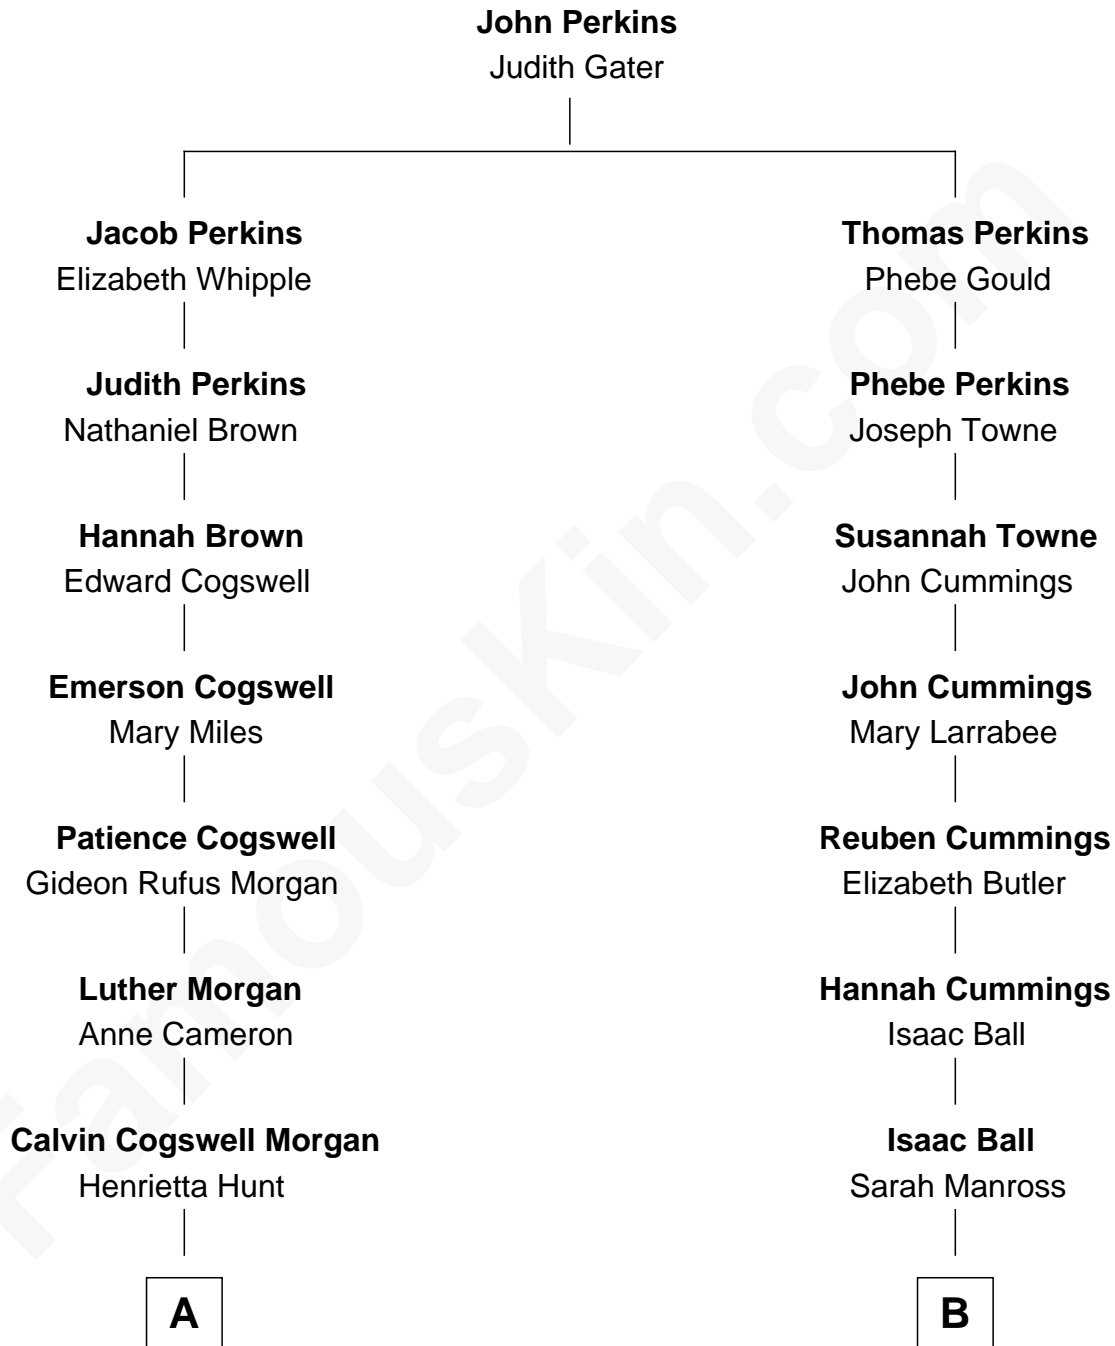 John Perkins
Judith Gater
Jacob Perkins
Elizabeth Whipple
Thomas Perkins
Phebe Gould
Judith Perkins
Nathaniel Brown
Phebe Perkins
Joseph Towne
Hannah Brown
Edward Cogswell
Susannah Towne
John Cummings
Emerson Cogswell
Mary Miles
John Cummings
Mary Larrabee
Patience Cogswell
Gideon Rufus Morgan
Reuben Cummings
Elizabeth Butler
Luther Morgan
Anne Cameron
Hannah Cummings
Isaac Ball
Calvin Cogswell Morgan
Henrietta Hunt
Isaac Ball
Sarah Manross
A
B
FamousKin.com